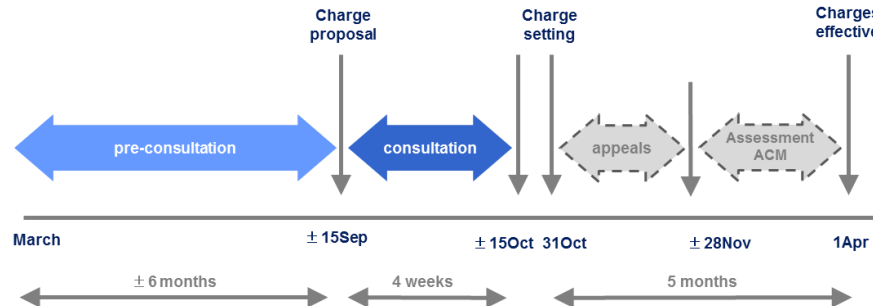 Charge
proposal
Charge
setting
Charges
effective
pre-consultation
consultation
appeals
Assessment
ACM
March
± 15Sep
± 15Oct
31Oct
± 28Nov
1Apr
± 6 months
4 weeks
5 months